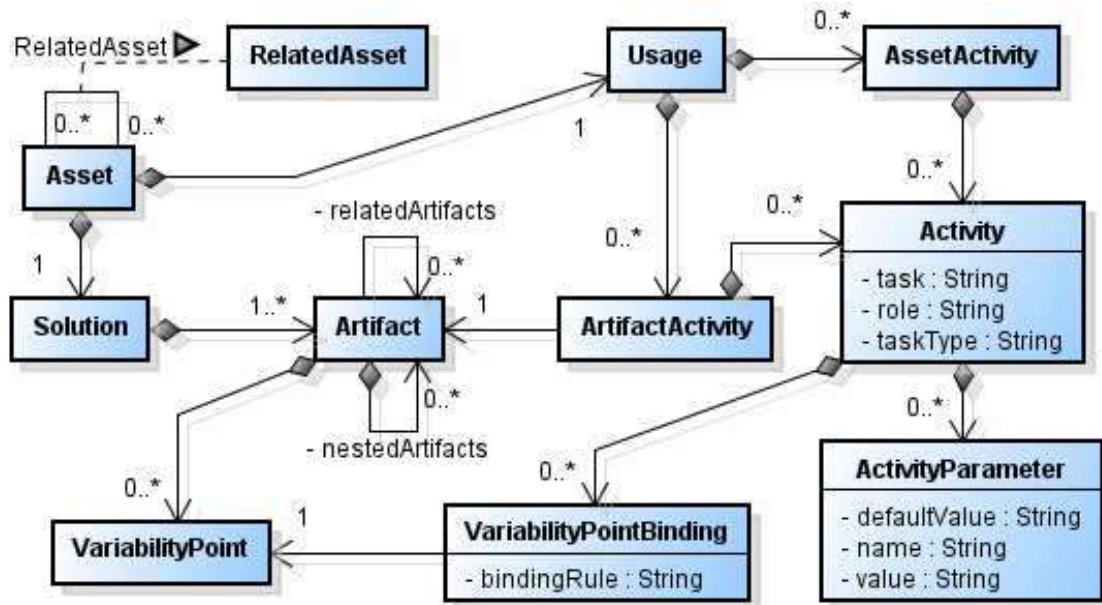 0..*
RelatedAsset
RelatedAsset
Usage
AssetActivity
0..*
0..*
1
Asset
0..*
- relatedArtifacts
0..*
Activity
1
0..*
0..*
- task : String
1..*
1
Solution
Artifact
ArtifactActivity
- role : String
- taskType : String
0..*
0..*
- nestedArtifacts
ActivityParameter
0..*
0..*
1
VariabilityPoint
VariabilityPointBinding
- defaultValue : String
- bindingRule : String
- name : String
- value : String